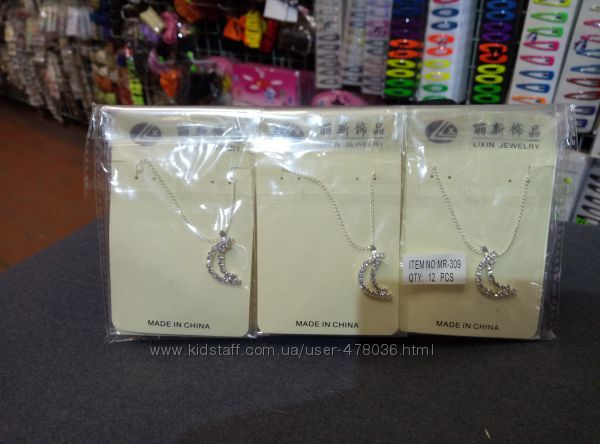 丽新饰品
LIXIN JEWELRY
丽新饰品
LIXIN JEWELRY
丽新饰品
LIXIN JEWELRY
ITEM NO:MR-309
QTY: 12 PCS
MADE IN CHINA
MADE IN CHINA
MADE IN CHINA
www.kidstaff.com.ua/user-478036.html